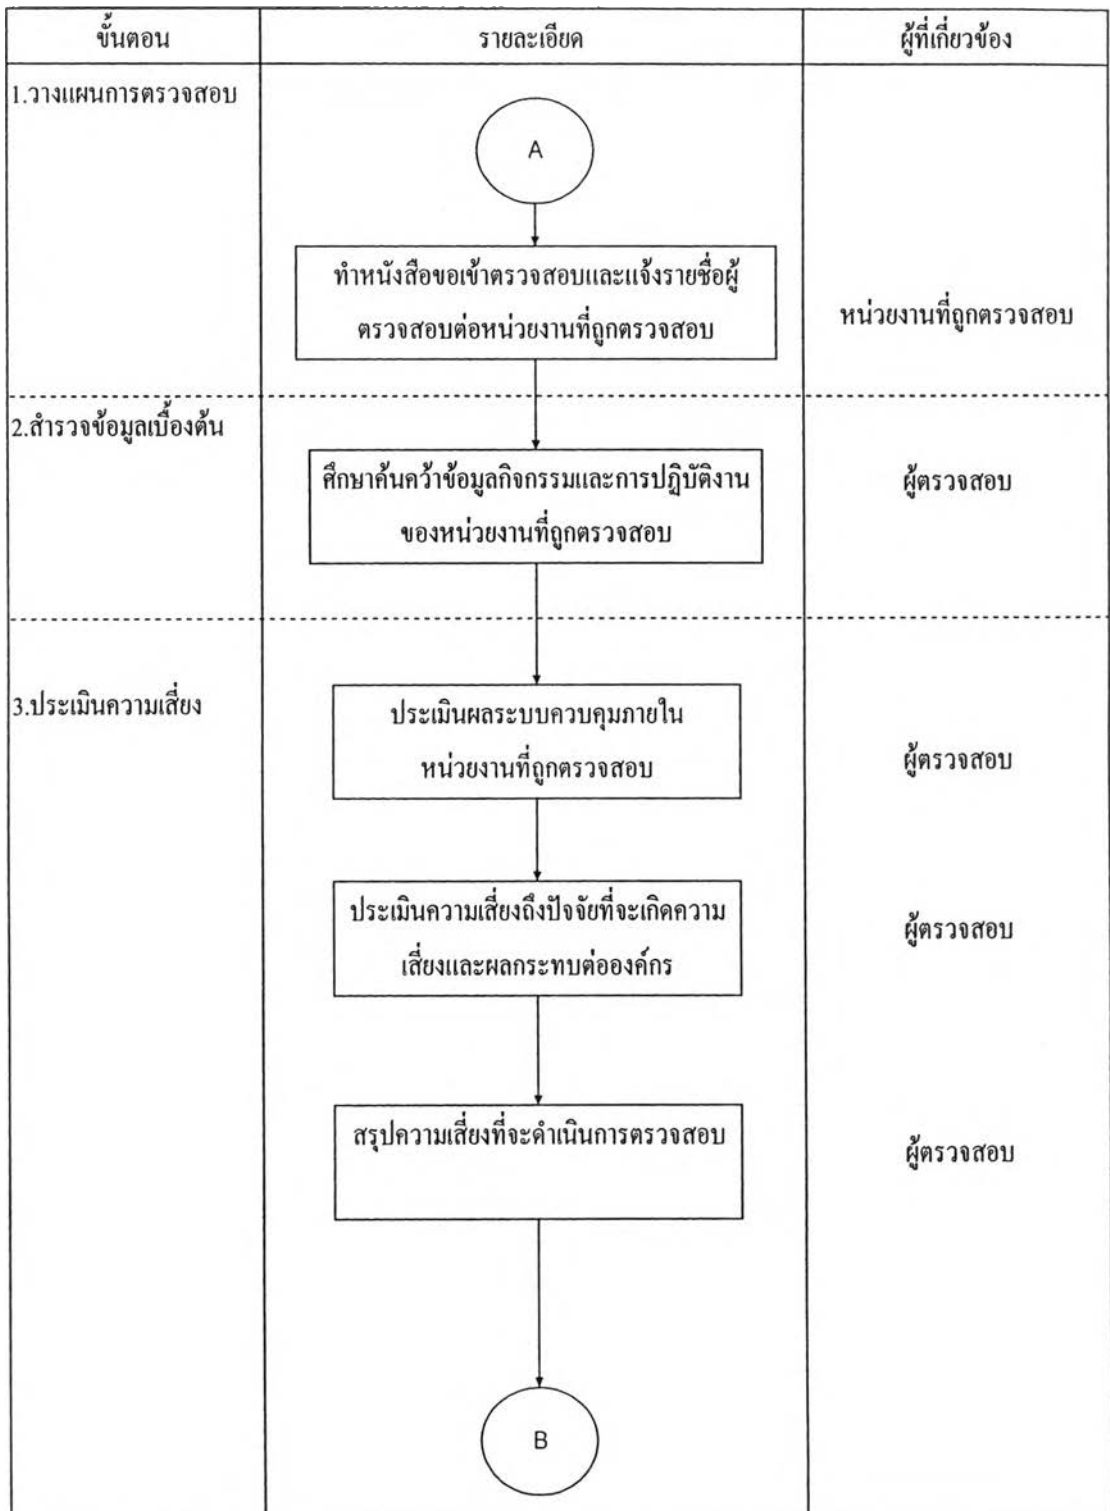 ขั้นตอน
รายละเอียด
ผู้ที่เกี่ยวข้อง
1.วางแผนการตรวจสอบ
A
ทำหนังสือขอเข้าตรวจสอบและแจ้งรายชื่อผู้
ตรวจสอบต่อหน่วยงานที่ถูกตรวจสอบ
หน่วยงานที่ถูกตรวจสอบ
2.สำรวจข้อมูลเบื้องต้น
ศึกษาค้นคว้าข้อมูลกิจกรรมและการปฏิบัติงาน
ของหน่วยงานที่ถูกตรวจสอบ
ผู้ตรวจสอบ
3.ประเมินความเสี่ยง
ประเมินผลระบบควบคุมภายใน
หน่วยงานที่ถูกตรวจสอบ
ผู้ตรวจสอบ
ประเมินความเสี่ยงถึงปัจจัยที่จะเกิดความ
เสี่ยงและผลกระทบต่อองค์กร
ผู้ตรวจสอบ
สรุปความเสี่ยงที่จะดำเนินการตรวจสอบ
ผู้ตรวจสอบ
B